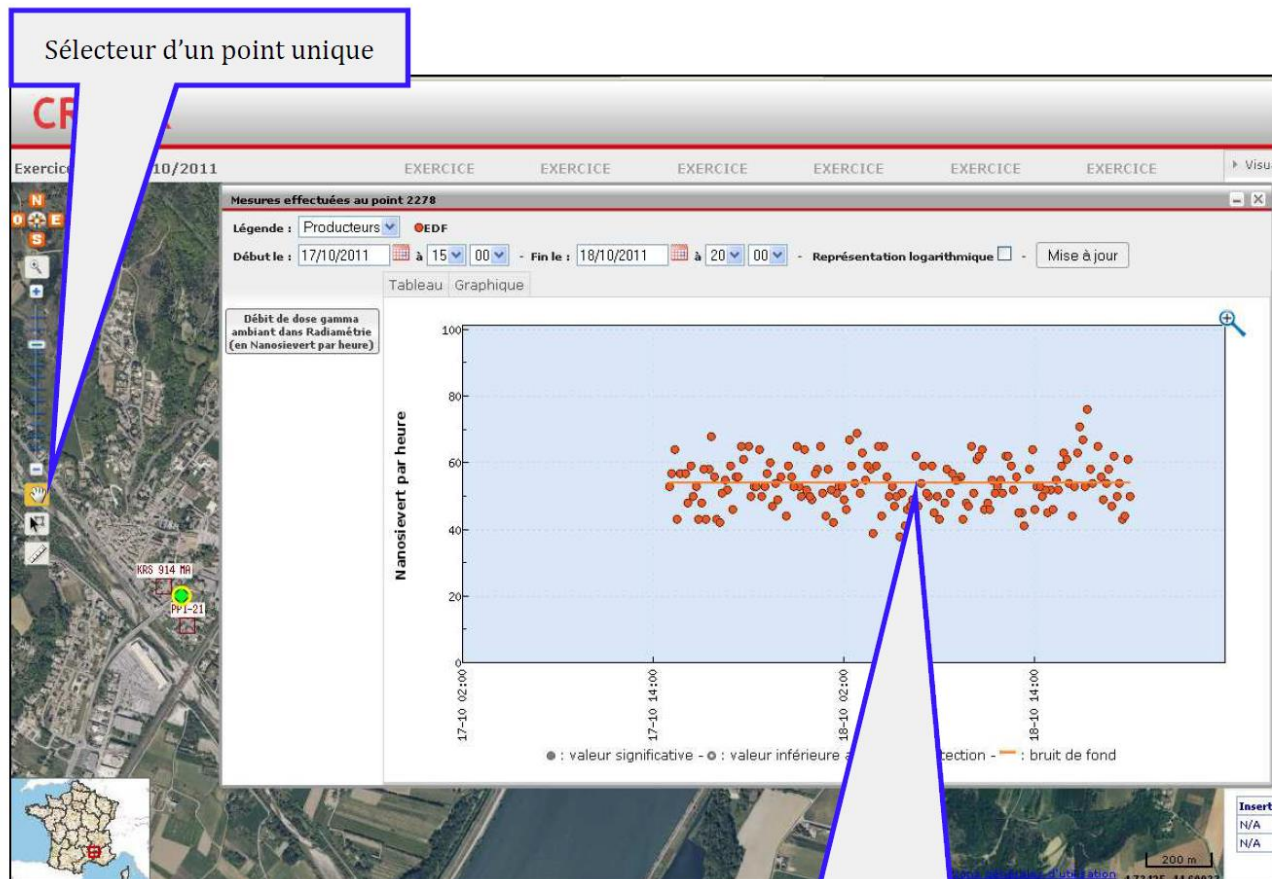 Sélecteur d'un point unique
Exercice 10/2011 EXERCICE EXERCICE EXERCICE EXERCICE EXERCICE EXERCICE
N
O E
S
Mesures effectuées au point 2278
Légende : Producteurs EDF
Début le : 17/10/2011 à 15 00 - Fin le : 18/10/2011 à 20 00 - Représentation logarithmique - Mise à jour
Tableau Graphique
Débit de dose gamma
ambiant dans Radiamétrie
(en Nanosievert par heure)
Nanosievert par heure
100
80
60
40
20
0
17-10 02:00
17-10 14:00
18-10 02:00
18-10 14:00
: valeur significative - : valeur inférieure - : bruit de fond
KRS 914 MA
PPI-21
N/A
N/A
200 m
d'utilisation